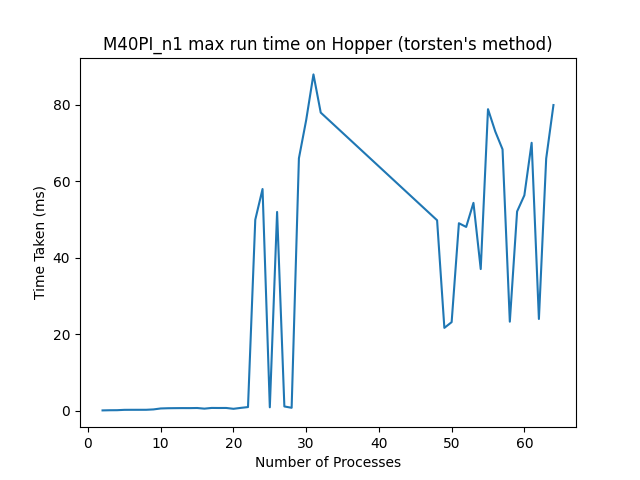 M40PI_n1 max run time on Hopper (torsten's method)
80
60
40
20
0
Time Taken (ms)
0 10 20 30 40 50 60
Number of Processes